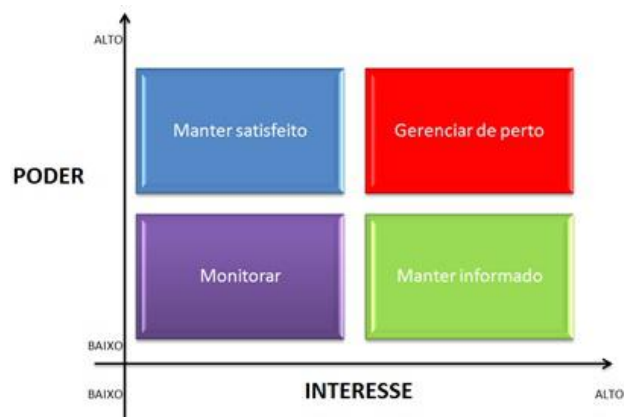 ALTO
Manter satisfeito
Gerenciar de perto
PODER
Monitorar
Manter informado
BAIXO
BAIXO
INTERESSE
ALTO